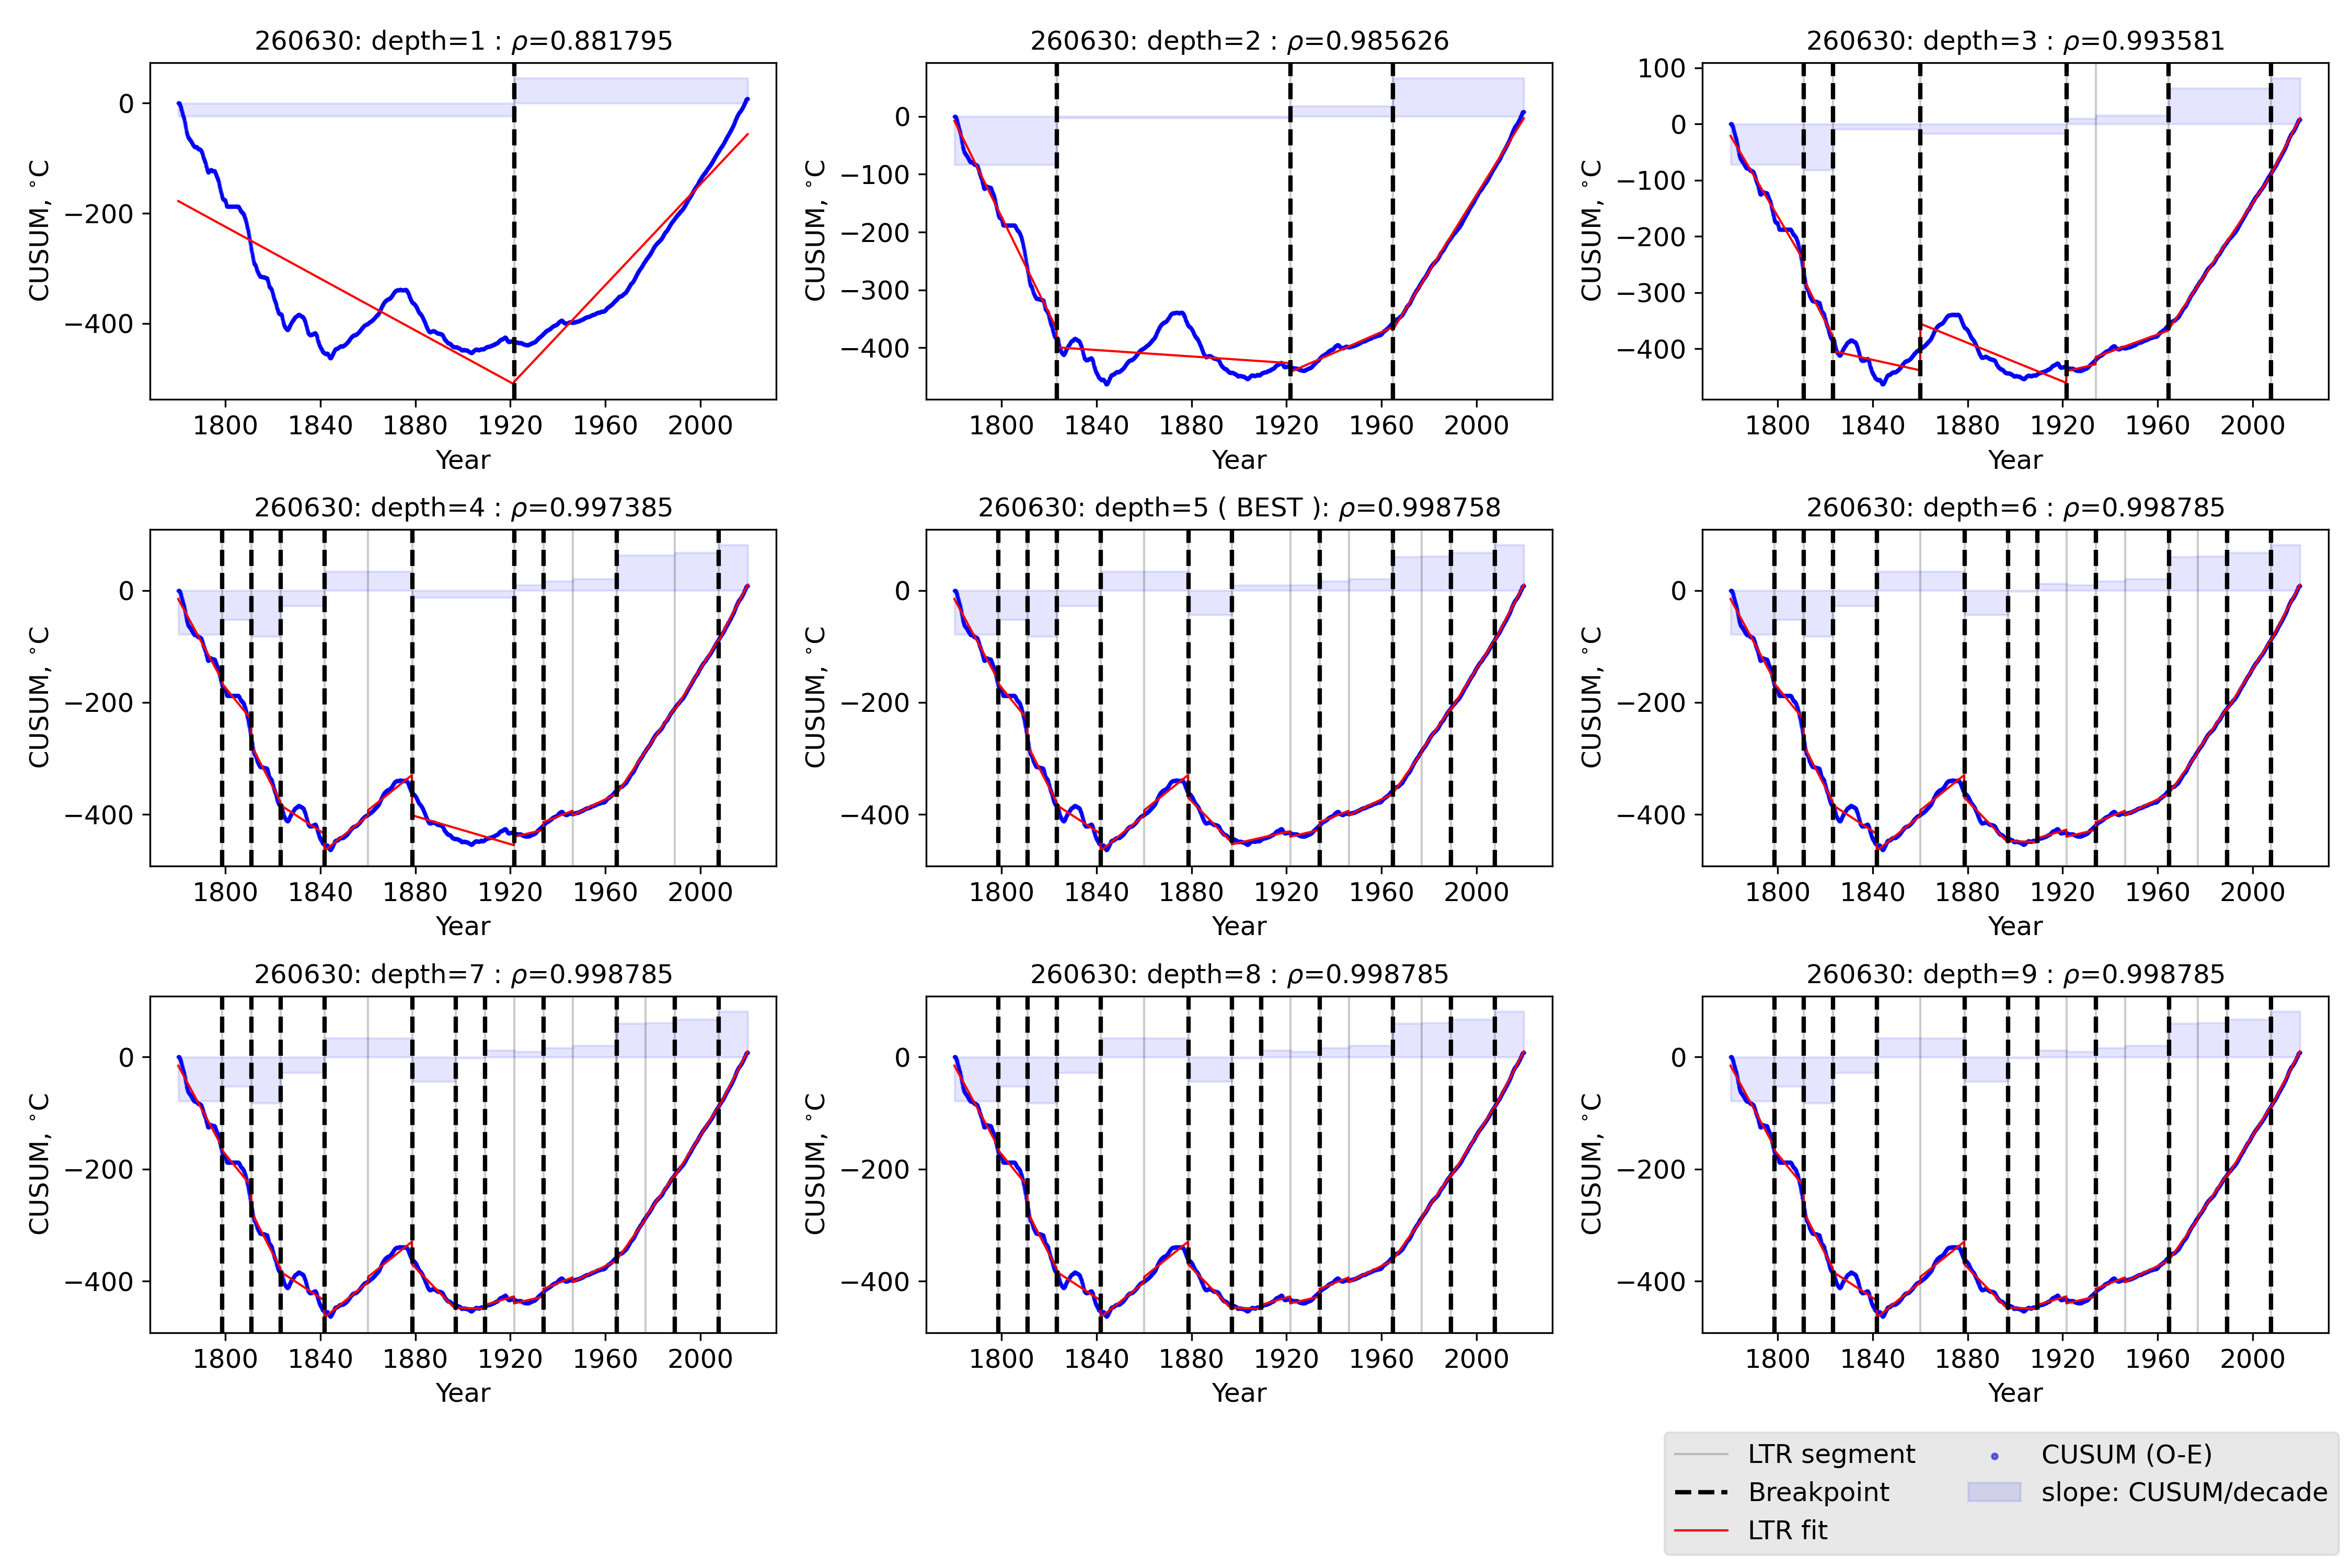 260630: depth=1 : ρ=0.881795
260630: depth=2 : ρ=0.985626
260630: depth=3 : ρ=0.993581
CUSUM, °C
0
−200
−400
1800 1840 1880 1920 1960 2000
Year
CUSUM, °C
0
−100
−200
−300
−400
1800 1840 1880 1920 1960 2000
Year
CUSUM, °C
100
0
−100
−200
−300
−400
1800 1840 1880 1920 1960 2000
Year
260630: depth=4 : ρ=0.997385
260630: depth=5 ( BEST ): ρ=0.998758
260630: depth=6 : ρ=0.998785
CUSUM, °C
0
−200
−400
1800 1840 1880 1920 1960 2000
Year
CUSUM, °C
0
−200
−400
1800 1840 1880 1920 1960 2000
Year
CUSUM, °C
0
−200
−400
1800 1840 1880 1920 1960 2000
Year
260630: depth=7 : ρ=0.998785
260630: depth=8 : ρ=0.998785
260630: depth=9 : ρ=0.998785
CUSUM, °C
0
−200
−400
1800 1840 1880 1920 1960 2000
Year
CUSUM, °C
0
−200
−400
1800 1840 1880 1920 1960 2000
Year
CUSUM, °C
0
−200
−400
1800 1840 1880 1920 1960 2000
Year
LTR segment
Breakpoint
LTR fit
CUSUM (O-E)
slope: CUSUM/decade